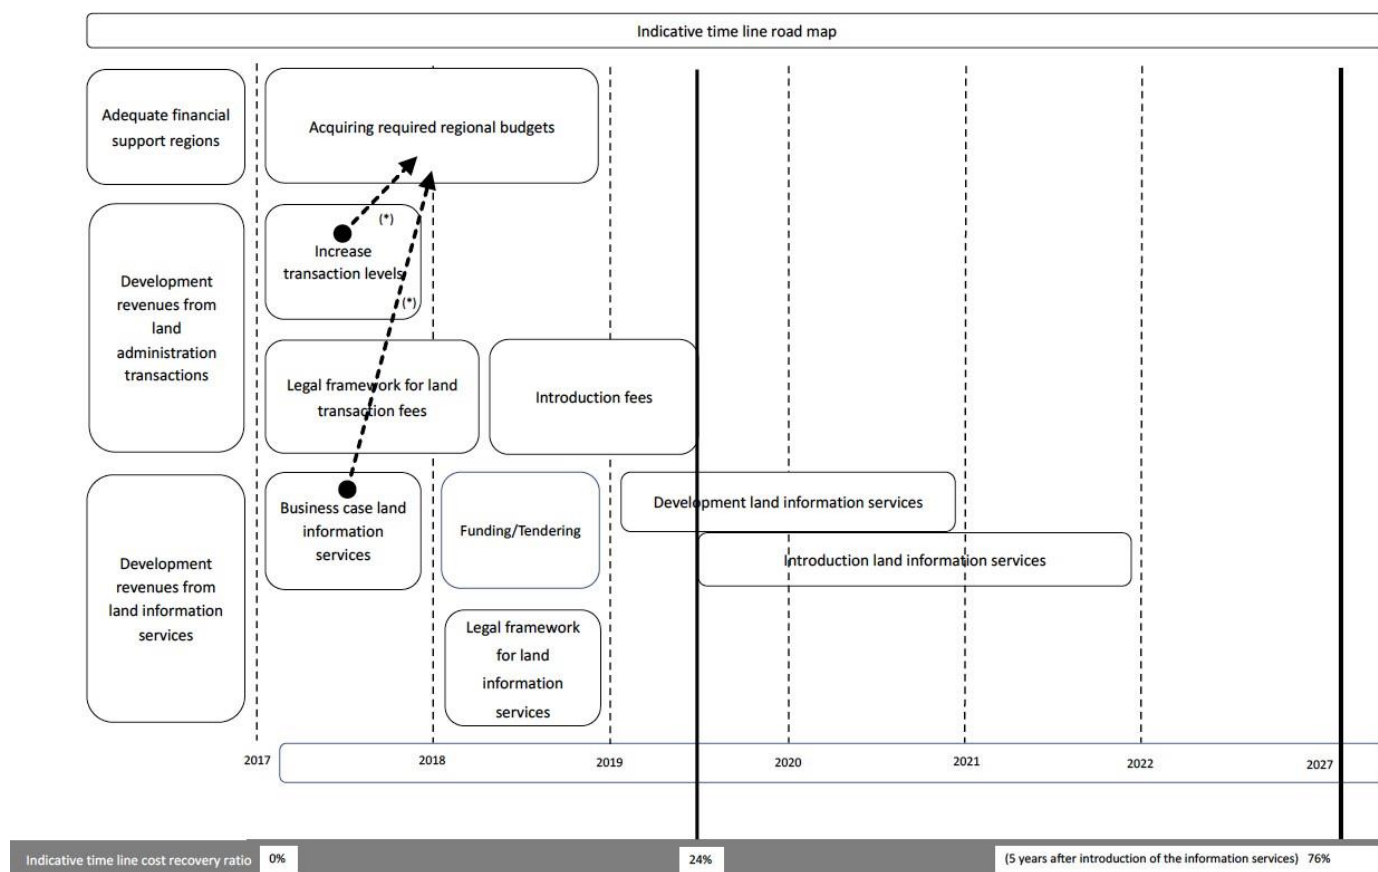 Indicative time line road map
Adequate financial
support regions
Acquiring required regional budgets
Development
revenues from
land
administration
transactions
(*)
Increase
transaction levels
(*)
Legal framework for land
transaction fees
Introduction fees
Development
revenues from
land information
services
Business case land
information
services
Funding/Tendering
Development land information services
Introduction land information services
Legal framework
for land
information
services
2017
2018
2019
2020
2021
2022
2027
Indicative time line cost recovery ratio
0%
24%
(5 years after introduction of the information services) 76%